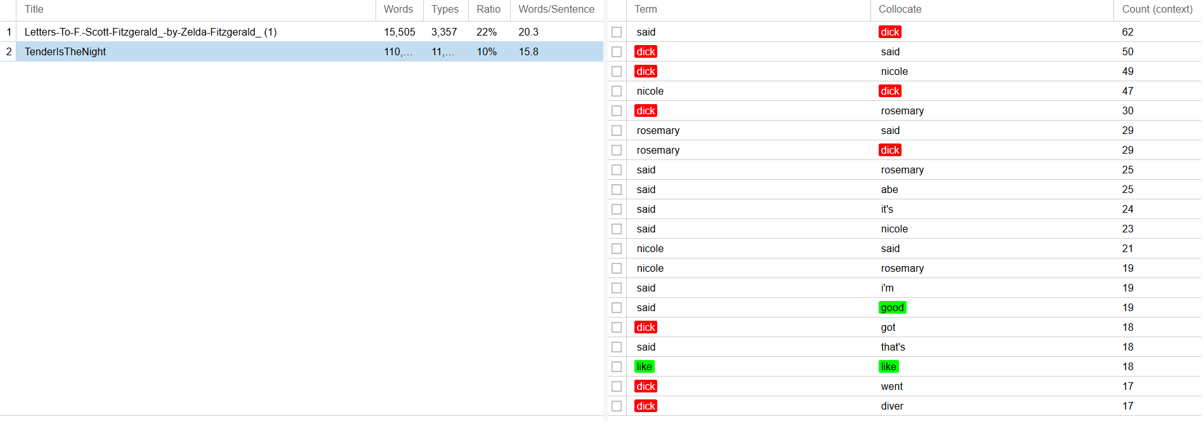 Title Words Types Ratio Words/Sentence
1 Letters-To-F.-Scott-Fitzgerald_-by-Zelda-Fitzgerald_ (1) 15,505 3,357 22% 20.3
2 TenderIsTheNight 110,... 11,... 10% 15.8
Term Collocate Count (context)
said dick 62
dick said 50
dick nicole 49
nicole dick 47
dick rosemary 30
rosemary said 29
rosemary dick 29
said rosemary 25
said abe 25
said it's 24
said nicole 23
nicole said 21
nicole rosemary 19
said i'm 19
said good 19
dick got 18
said that's 18
like like 18
dick went 17
dick diver 17